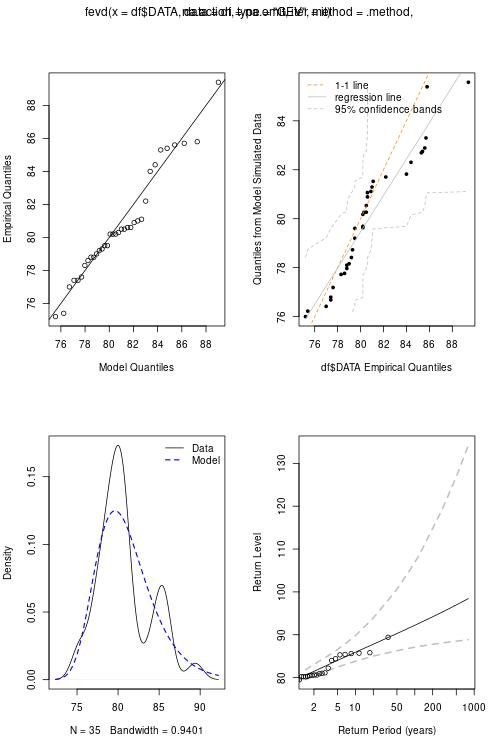 fevd(x = df$DATA,
method = .method,
1-1 line
regression line
95% confidence bands
Empirical Quantiles
76 78 80 82 84 86 88
76 78 80 82 84 86 88
Model Quantiles
Quantiles from Model Simulated Data
76 78 80 82 84
76 78 80 82 84 86 88
df$DATA Empirical Quantiles
Data
Model
Density
0.00 0.05 0.10 0.15
75 80 85 90
N = 35 Bandwidth = 0.9401
Return Level
80 90 100 110 120 130
2 5 10 50 200 1000
Return Period (years)